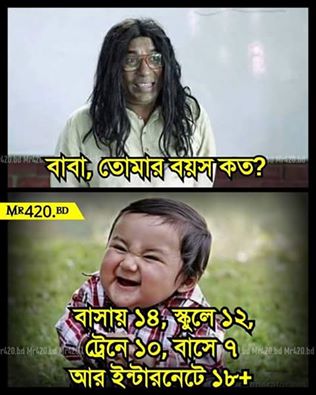 বাবা, তোমার বয়স কত?
MR420.BD
বাসায় ১৪, স্কুলে ১২,
ট্রেনে ১০, বাসে ৭
আর ইন্টারনেটে ১৮+